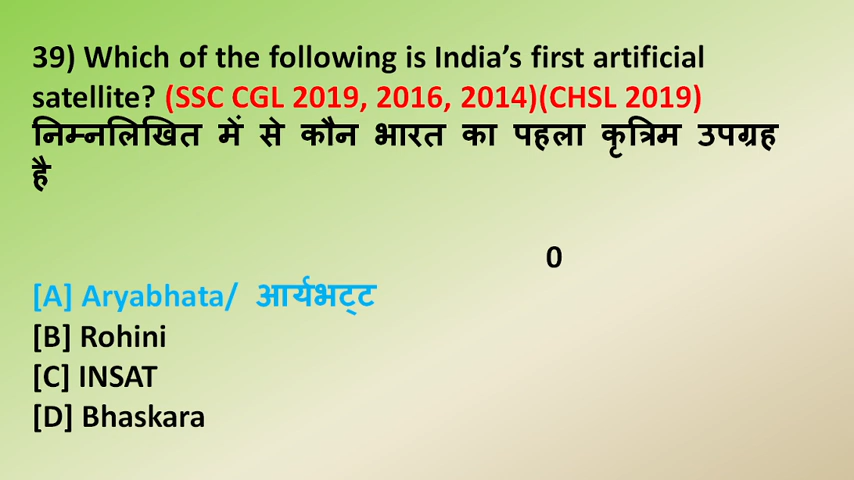 39) Which of the following is India’s first artificial
satellite? (SSC CGL 2019, 2016, 2014)(CHSL 2019)
निम्नलिखित में से कौन भारत का पहला कृत्रिम उपग्रह
है
0
[A] Aryabhata/ आर्यभट्ट
[B] Rohini
[C] INSAT
[D] Bhaskara